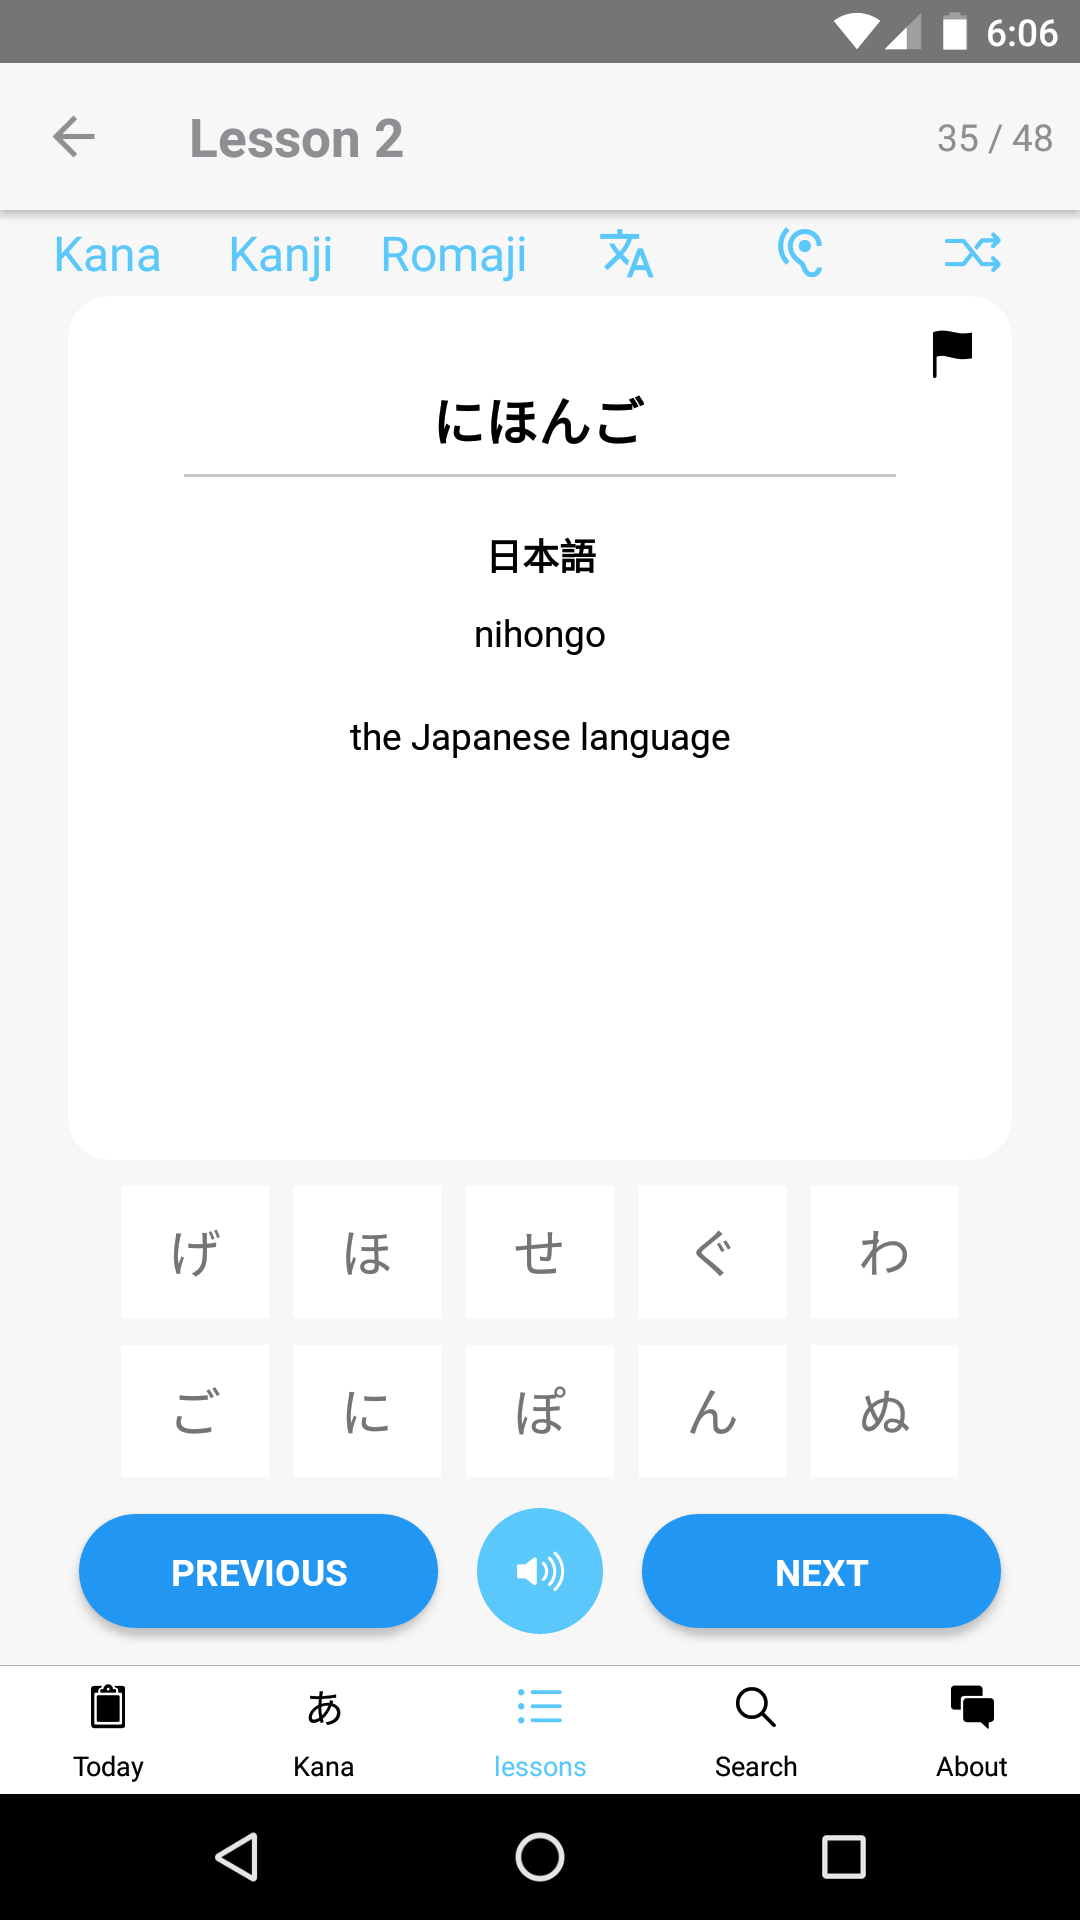 6:06
Lesson 2
35 / 48
Kana Kanji Romaji
にほんご
日本語
nihongo
the Japanese language
げ ほ せ ぐ わ
ご に ぽ ん ぬ
PREVIOUS NEXT
あ
Today Kana lessons Search About